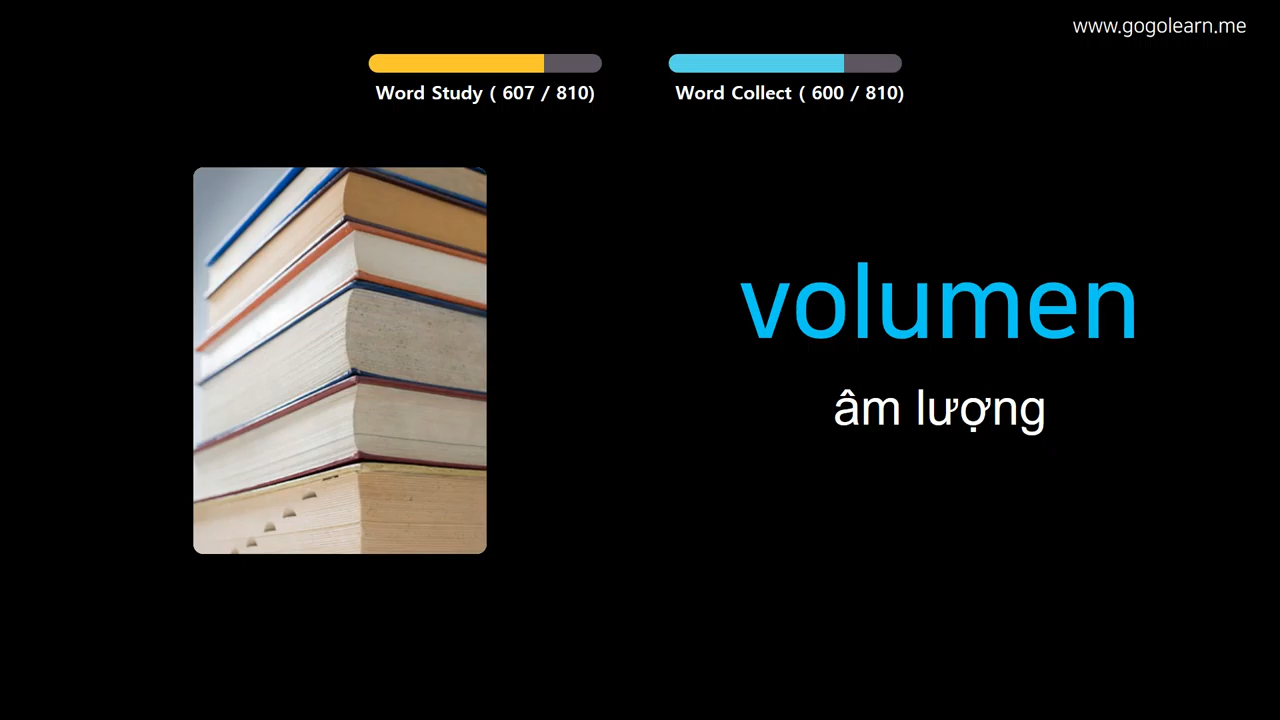 www.gogolearn.me
Word Study ( 607 / 810)
Word Collect ( 600 / 810)
volumen
âm lượng